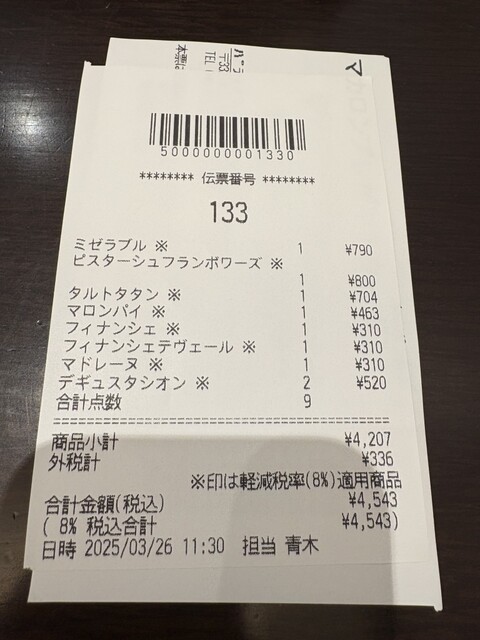 5000000001330
******** 伝票番号 ********
133
ミゼラブル ※ 1 ¥790
ピスターシュフランボワーズ ※
1 ¥800
タルトタタン ※ 1 ¥704
マロンパイ ※ 1 ¥463
フィナンシェ ※ 1 ¥310
フィナンシェテヴェール ※ 1 ¥310
マドレーヌ ※ 1 ¥310
デギュスタシオン ※ 2 ¥520
合計点数 9
商品小計 ¥4,207
外税計 ¥336
※印は軽減税率(8%)適用商品
合計金額(税込) ¥4,543
( 8% 税込合計 ¥4,543)
日時 2025/03/26 11:30 担当 青木